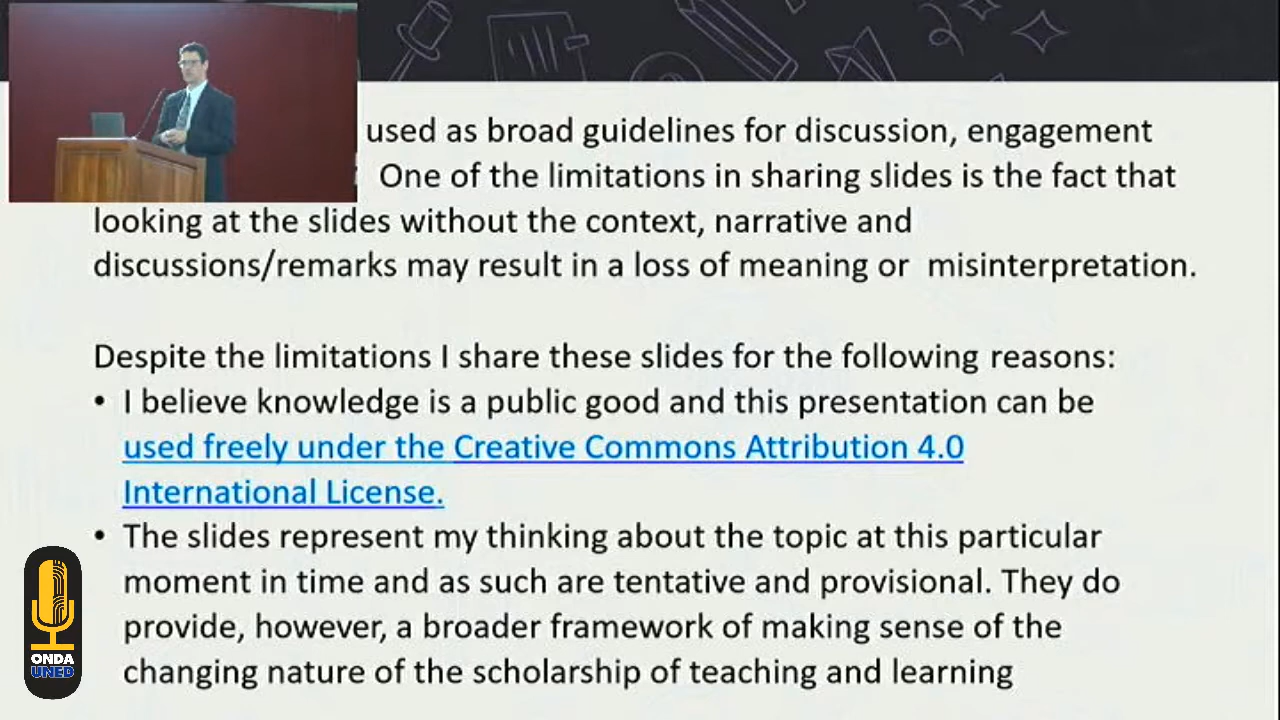 used as broad guidelines for discussion, engagement
One of the limitations in sharing slides is the fact that
looking at the slides without the context, narrative and
discussions/remarks may result in a loss of meaning or  misinterpretation.
Despite the limitations I share these slides for the following reasons:
• I believe knowledge is a public good and this presentation can be
used freely under the Creative Commons Attribution 4.0
International License.
• The slides represent my thinking about the topic at this particular
moment in time and as such are tentative and provisional. They do
provide, however, a broader framework of making sense of the
changing nature of the scholarship of teaching and learning
ONDA
UNED